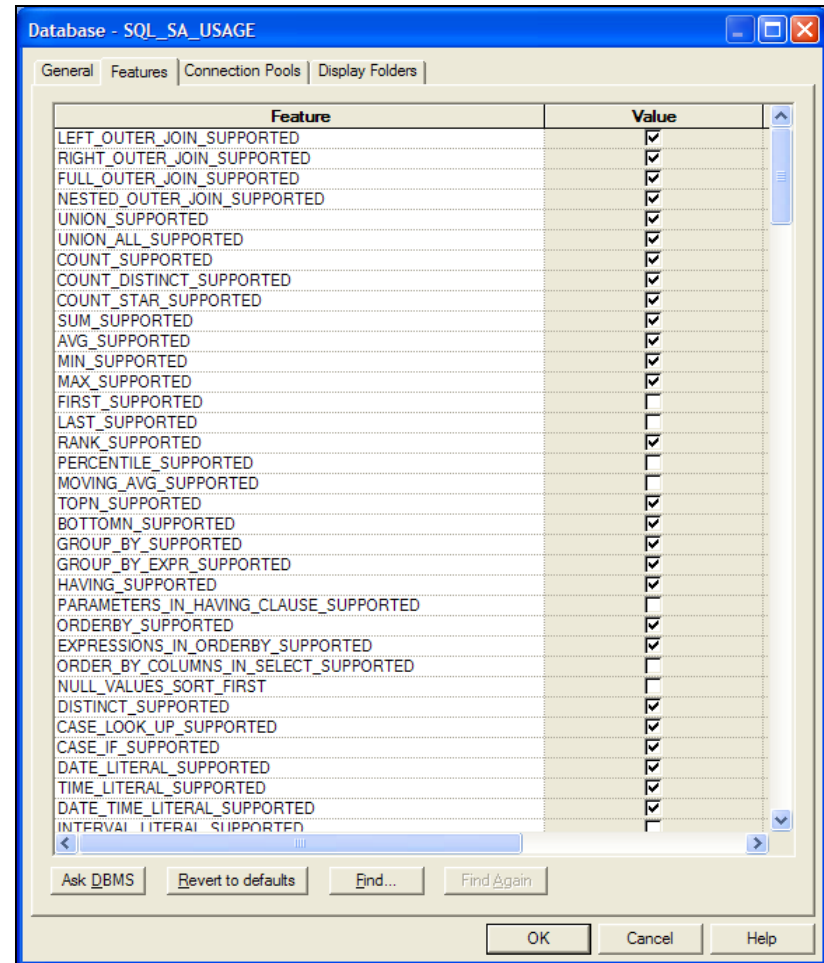 Database - SQL_SA_USAGE
General Features Connection Pools Display Folders
Feature Value
LEFT_OUTER_JOIN_SUPPORTED
RIGHT_OUTER_JOIN_SUPPORTED
FULL_OUTER_JOIN_SUPPORTED
NESTED_OUTER_JOIN_SUPPORTED
UNION_SUPPORTED
UNION_ALL_SUPPORTED
COUNT_SUPPORTED
COUNT_DISTINCT_SUPPORTED
COUNT_STAR_SUPPORTED
SUM_SUPPORTED
AVG_SUPPORTED
MIN_SUPPORTED
MAX_SUPPORTED
FIRST_SUPPORTED
LAST_SUPPORTED
RANK_SUPPORTED
PERCENTILE_SUPPORTED
MOVING_AVG_SUPPORTED
TOPN_SUPPORTED
BOTTOMN_SUPPORTED
GROUP_BY_SUPPORTED
GROUP_BY_EXPR_SUPPORTED
HAVING_SUPPORTED
PARAMETERS_IN_HAVING_CLAUSE_SUPPORTED
ORDERBY_SUPPORTED
EXPRESSIONS_IN_ORDERBY_SUPPORTED
ORDER_BY_COLUMNS_IN_SELECT_SUPPORTED
NULL_VALUES_SORT_FIRST
DISTINCT_SUPPORTED
CASE_LOOK_UP_SUPPORTED
CASE_IF_SUPPORTED
DATE_LITERAL_SUPPORTED
TIME_LITERAL_SUPPORTED
DATE_TIME_LITERAL_SUPPORTED
INTERVAL_LITERAL_SUPPORTED
Ask DBMS Revert to defaults Find... Find Again
OK Cancel Help